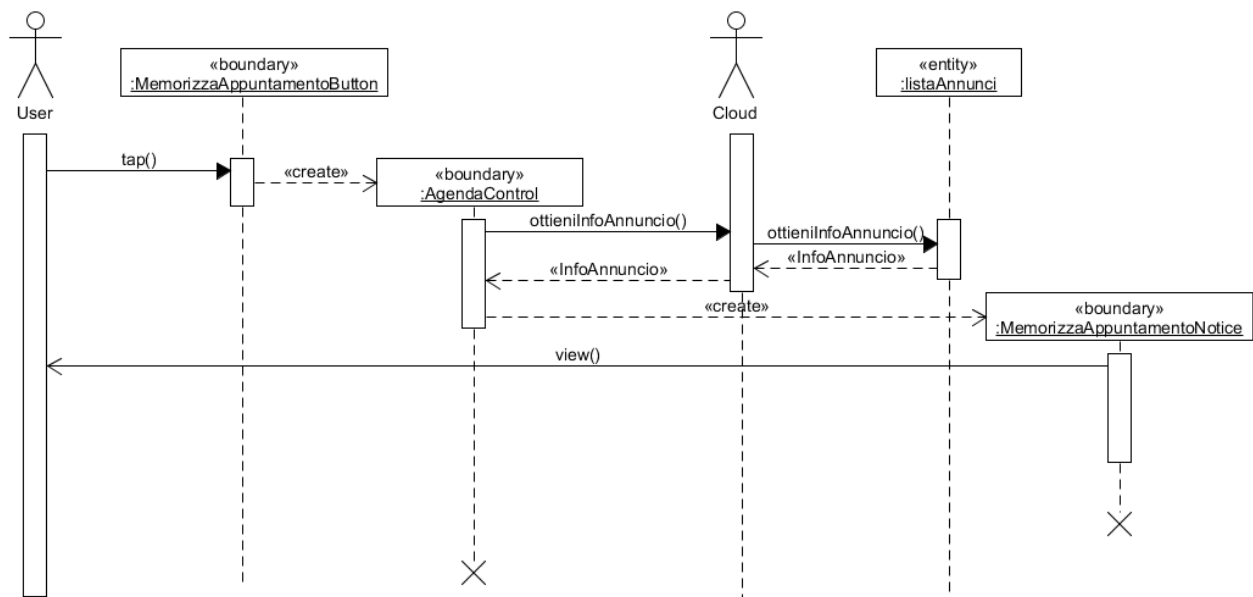 «boundary»
:MemorizzaAppuntamentoButton
«entity»
:listaAnnunci
User
Cloud
tap()
«create»
«boundary»
:AgendaControl
ottieniInfoAnnuncio()
ottieniInfoAnnuncio()
«InfoAnnuncio»
«InfoAnnuncio»
«create»
«boundary»
:MemorizzaAppuntamentoNotice
view()